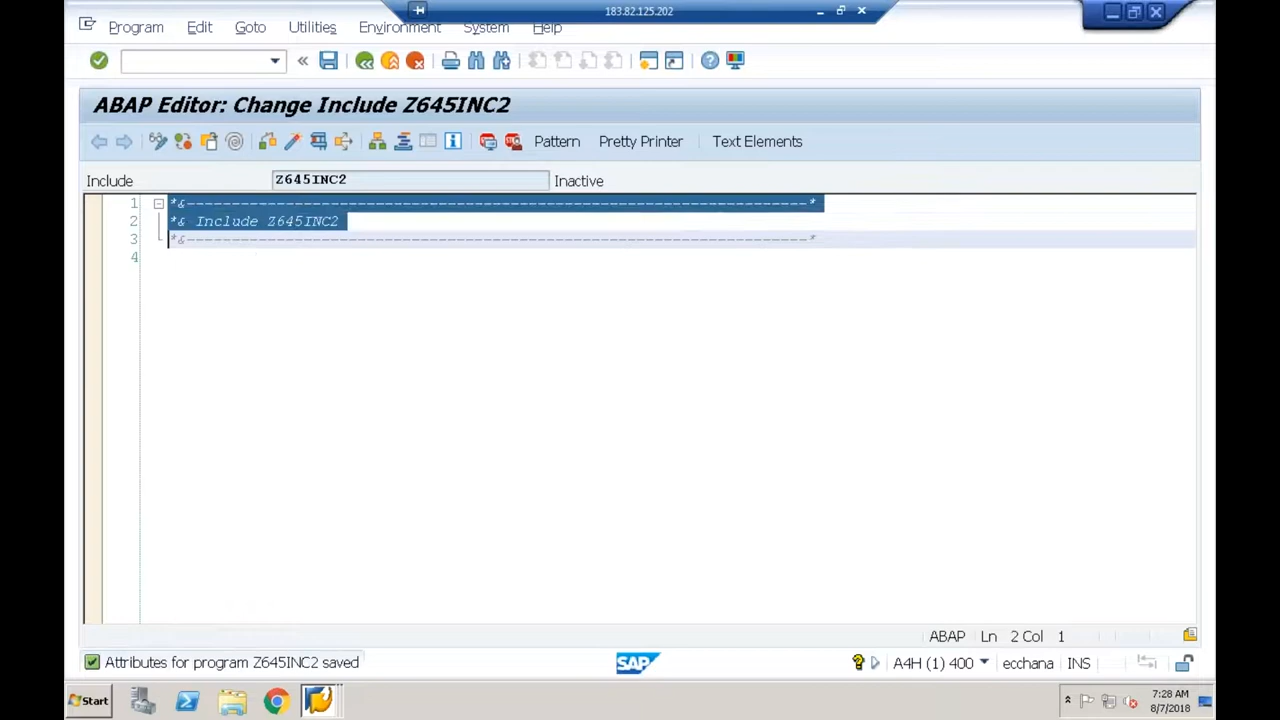 183.82.125.202
Program Edit Goto Utilities Environment System Help
ABAP Editor: Change Include Z645INC2
Pattern Pretty Printer Text Elements
Include Z645INC2 Inactive
1 *&---------------------------------------------------------------------*
2 *& Include Z645INC2
3 *&---------------------------------------------------------------------*
4
ABAP Ln 2 Col 1
Attributes for program Z645INC2 saved
SAP
A4H (1) 400 ecchana INS
Start
7:28 AM
8/7/2018